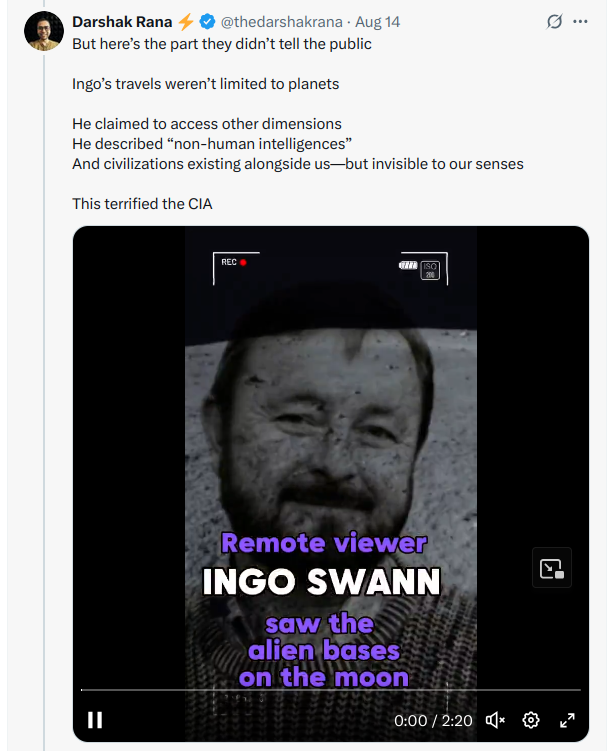 Darshak Rana ⚡ @thedarshakrana · Aug 14
But here’s the part they didn’t tell the public
Ingo’s travels weren’t limited to planets
He claimed to access other dimensions
He described “non-human intelligences”
And civilizations existing alongside us—but invisible to our senses
This terrified the CIA
REC
ISO
200
Remote viewer
INGO SWANN
saw the
alien bases
on the moon
0:00 / 2:20